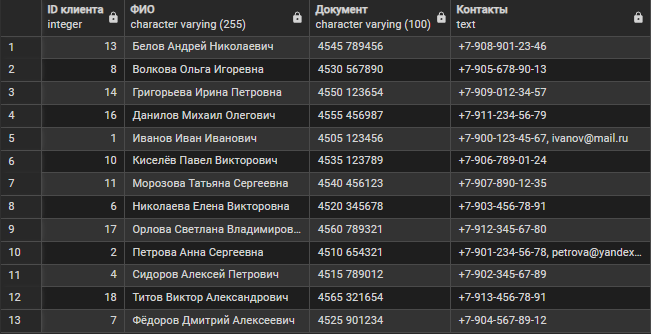 ID клиента ФИО Документ Контакты
integer character varying (255) character varying (100) text
1 13 Белов Андрей Николаевич 4545 789456 +7-908-901-23-46
2 8 Волкова Ольга Игоревна 4530 567890 +7-905-678-90-13
3 14 Григорьева Ирина Петровна 4550 123654 +7-909-012-34-57
4 16 Данилов Михаил Олегович 4555 456987 +7-911-234-56-79
5 1 Иванов Иван Иванович 4505 123456 +7-900-123-45-67, ivanov@mail.ru
6 10 Киселёв Павел Викторович 4535 123789 +7-906-789-01-24
7 11 Морозова Татьяна Сергеевна 4540 456123 +7-907-890-12-35
8 6 Николаева Елена Викторовна 4520 345678 +7-903-456-78-91
9 17 Орлова Светлана Владимиров… 4560 789321 +7-912-345-67-80
10 2 Петрова Анна Сергеевна 4510 654321 +7-901-234-56-78, petrova@yandex…
11 4 Сидоров Алексей Петрович 4515 789012 +7-902-345-67-89
12 18 Титов Виктор Александрович 4565 321654 +7-913-456-78-91
13 7 Фёдоров Дмитрий Алексеевич 4525 901234 +7-904-567-89-12